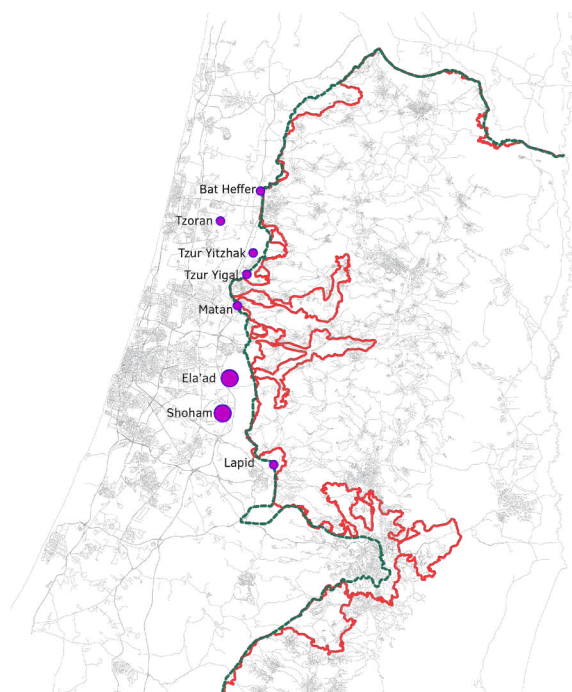 Bat Heffer
Tzoran
Tzur Yitzhak
Tzur Yigal
Matan
Ela'ad
Shoham
Lapid